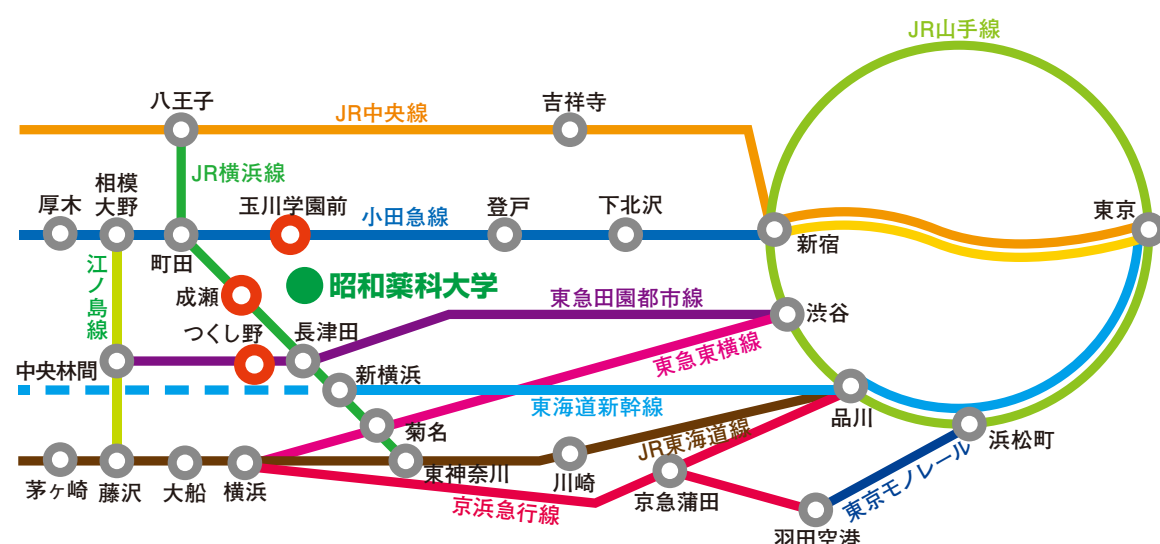 JR山手線
八王子
JR中央線
吉祥寺
JR横浜線
厚木
相模
大野
玉川学園前
小田急線
登戸
下北沢
東京
新宿
町田
江ノ島線
成瀬
昭和薬科大学
東急田園都市線
つくし野
長津田
渋谷
東急東横線
中央林間
新横浜
東海道新幹線
品川
菊名
JR東海道線
浜松町
東神奈川
川崎
茅ヶ崎
藤沢
大船
横浜
京浜急行線
京急蒲田
東京モノレール
羽田空港